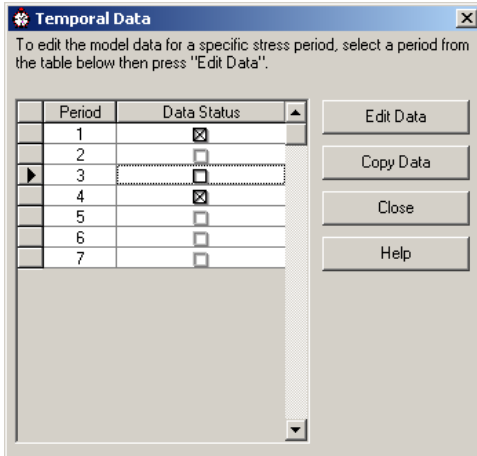 Temporal Data
To edit the model data for a specific stress period, select a period from
the table below then press "Edit Data".
Period Data Status
1
2
3
4
5
6
7
Edit Data
Copy Data
Close
Help